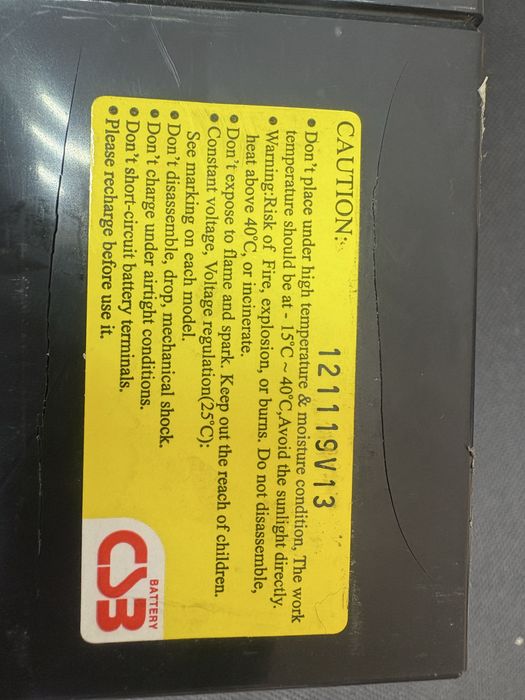 CAUTION:
121119V13
● Don't place under high temperature & moisture condition, The work
temperature should be at - 15°C ~ 40°C,Avoid the sunlight directly.
● Warning:Risk of Fire, explosion, or burns. Do not disassemble,
heat above 40°C, or incinerate.
● Don't expose to flame and spark. Keep out the reach of children.
● Constant voltage, Voltage regulation(25°C):
See marking on each model.
● Don't disassemble, drop, mechanical shock.
● Don't charge under airtight conditions.
● Don't short-circuit battery terminals.
● Please recharge before use it.
BATTERY
CSB